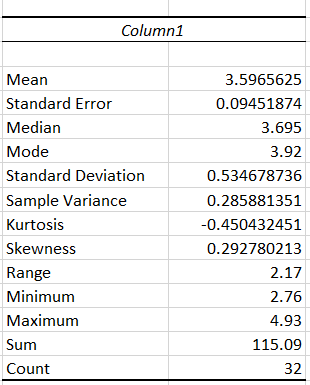 Column1
Mean 3.5965625
Standard Error 0.09451874
Median 3.695
Mode 3.92
Standard Deviation 0.534678736
Sample Variance 0.285881351
Kurtosis -0.450432451
Skewness 0.292780213
Range 2.17
Minimum 2.76
Maximum 4.93
Sum 115.09
Count 32